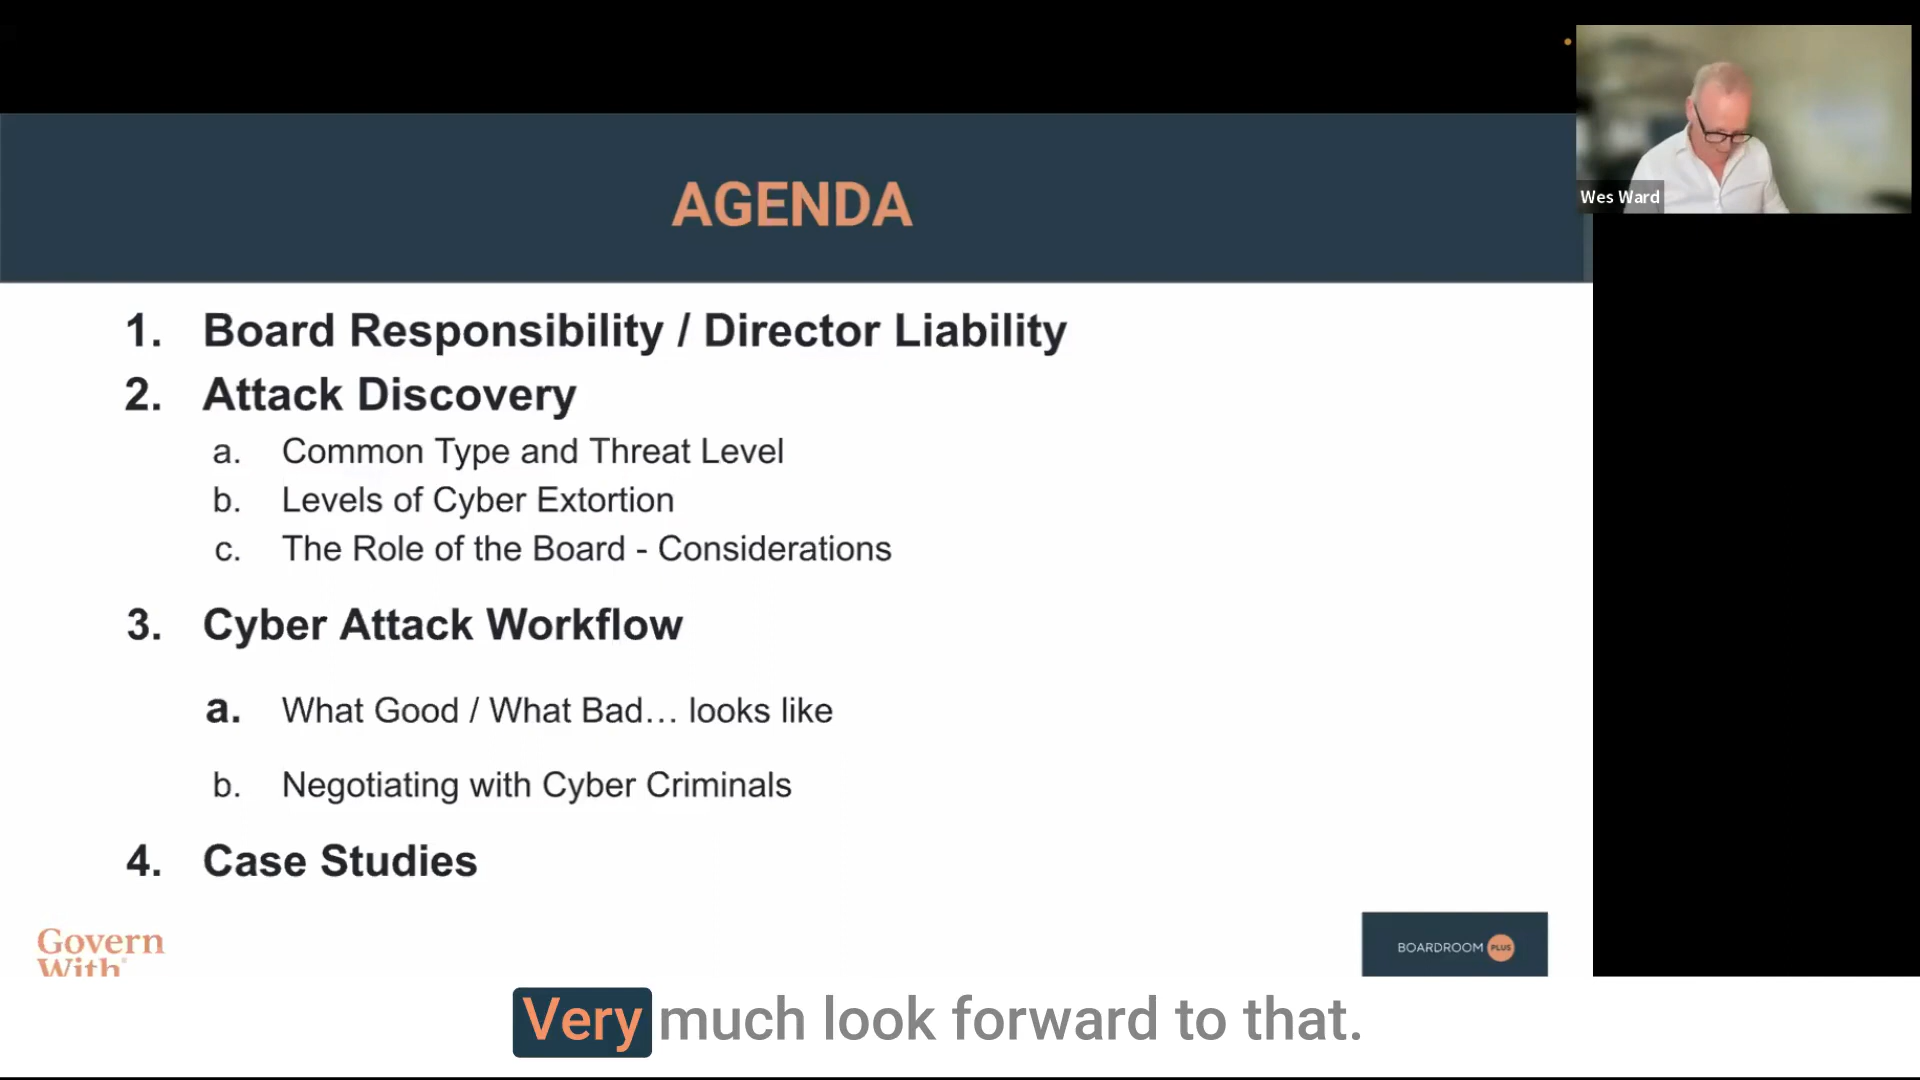 AGENDA
Wes Ward
1. Board Responsibility / Director Liability
2. Attack Discovery
a. Common Type and Threat Level
b. Levels of Cyber Extortion
c. The Role of the Board - Considerations
3. Cyber Attack Workflow
a. What Good / What Bad… looks like
b. Negotiating with Cyber Criminals
4. Case Studies
Govern
With
BOARDROOM PLUS
Very much look forward to that.